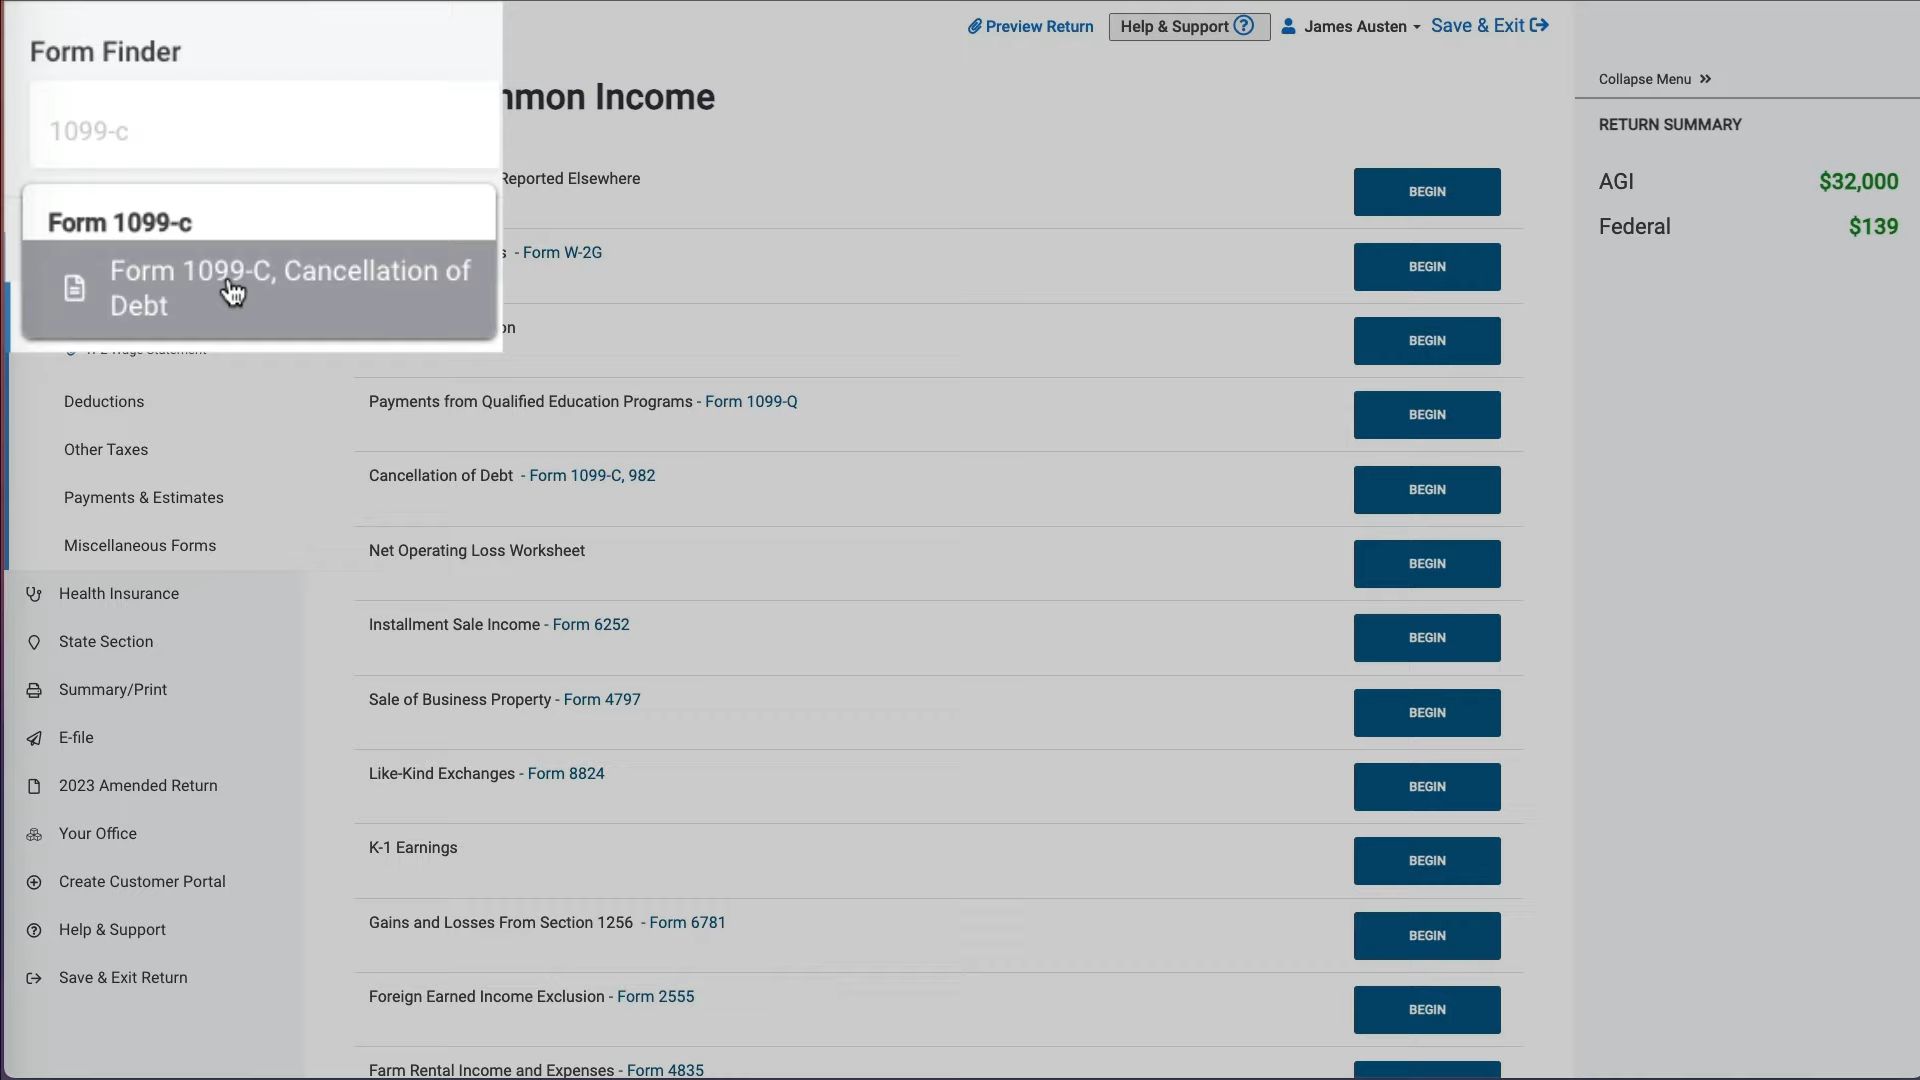 Form Finder
1099-c
Form 1099-c
Form 1099-C, Cancellation of
Debt
Preview Return
Help & Support
James Austen
Save & Exit
mmon Income
Reported Elsewhere
BEGIN
s - Form W-2G
BEGIN
on
BEGIN
Payments from Qualified Education Programs - Form 1099-Q
BEGIN
Cancellation of Debt - Form 1099-C, 982
BEGIN
Net Operating Loss Worksheet
BEGIN
Installment Sale Income - Form 6252
BEGIN
Sale of Business Property - Form 4797
BEGIN
Like-Kind Exchanges - Form 8824
BEGIN
K-1 Earnings
BEGIN
Gains and Losses From Section 1256 - Form 6781
BEGIN
Foreign Earned Income Exclusion - Form 2555
BEGIN
Farm Rental Income and Expenses - Form 4835
Deductions
Other Taxes
Payments & Estimates
Miscellaneous Forms
Health Insurance
State Section
Summary/Print
E-file
2023 Amended Return
Your Office
Create Customer Portal
Help & Support
Save & Exit Return
Collapse Menu
RETURN SUMMARY
AGI $32,000
Federal $139